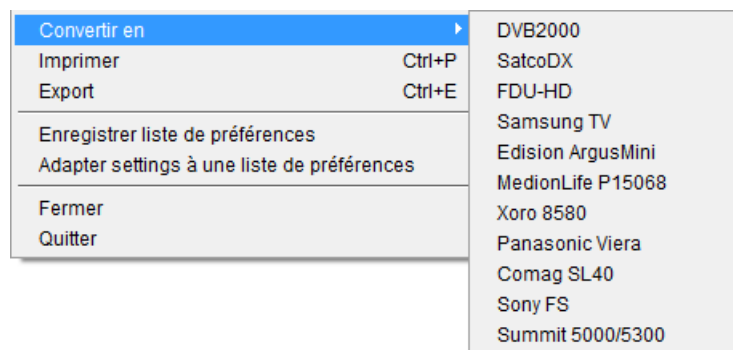 Convertir en
Imprimer Ctrl+P
Export Ctrl+E
Enregistrer liste de préférences
Adapter settings à une liste de préférences
Fermer
Quitter
DVB2000
SatcoDX
FDU-HD
Samsung TV
Edision ArgusMini
MedionLife P15068
Xoro 8580
Panasonic Viera
Comag SL40
Sony FS
Summit 5000/5300